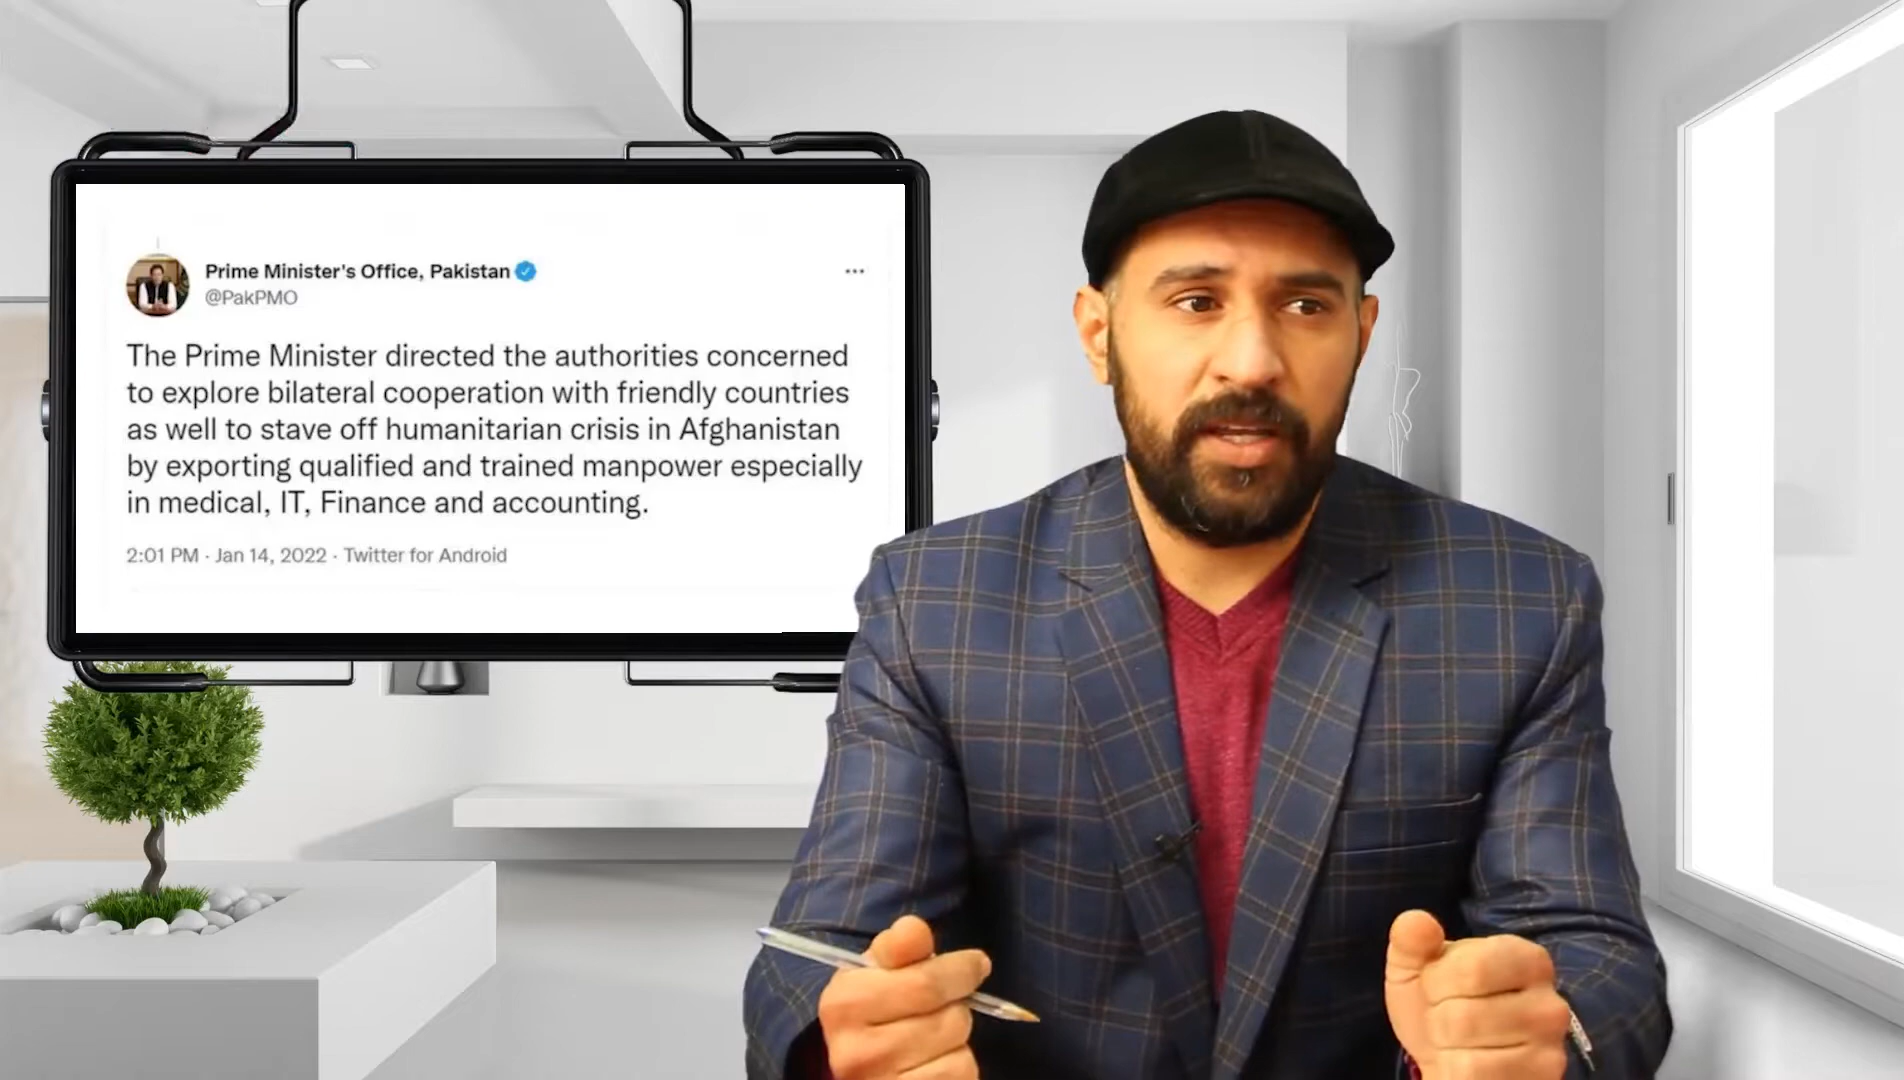 Prime Minister's Office, Pakistan
@PakPMO
The Prime Minister directed the authorities concerned
to explore bilateral cooperation with friendly countries
as well to stave off humanitarian crisis in Afghanistan
by exporting qualified and trained manpower especially
in medical, IT, Finance and accounting.
2:01 PM · Jan 14, 2022 · Twitter for Android